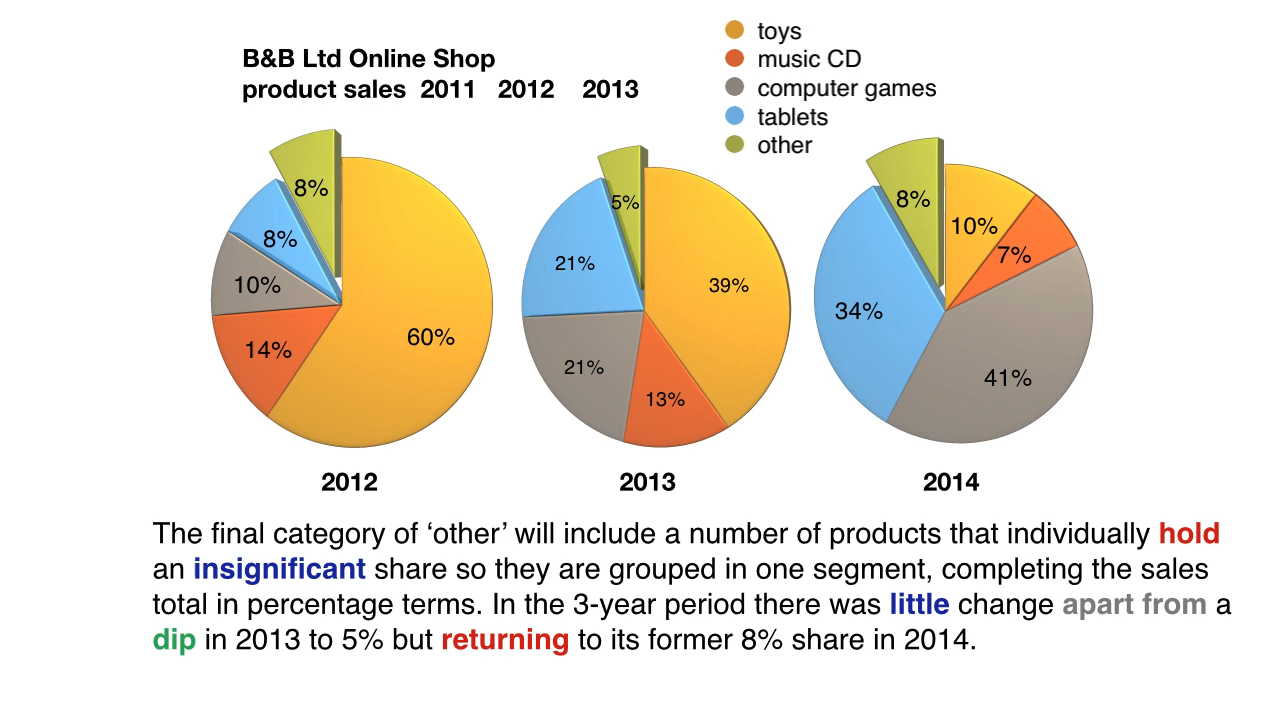 B&B Ltd Online Shop
product sales 2011 2012 2013
toys
music CD
computer games
tablets
other
8%
8%
10%
14%
60%
5%
21%
39%
21%
13%
8%
10%
7%
34%
41%
2012
2013
2014
The final category of ‘other’ will include a number of products that individually hold
an insignificant share so they are grouped in one segment, completing the sales
total in percentage terms. In the 3-year period there was little change apart from a
dip in 2013 to 5% but returning to its former 8% share in 2014.